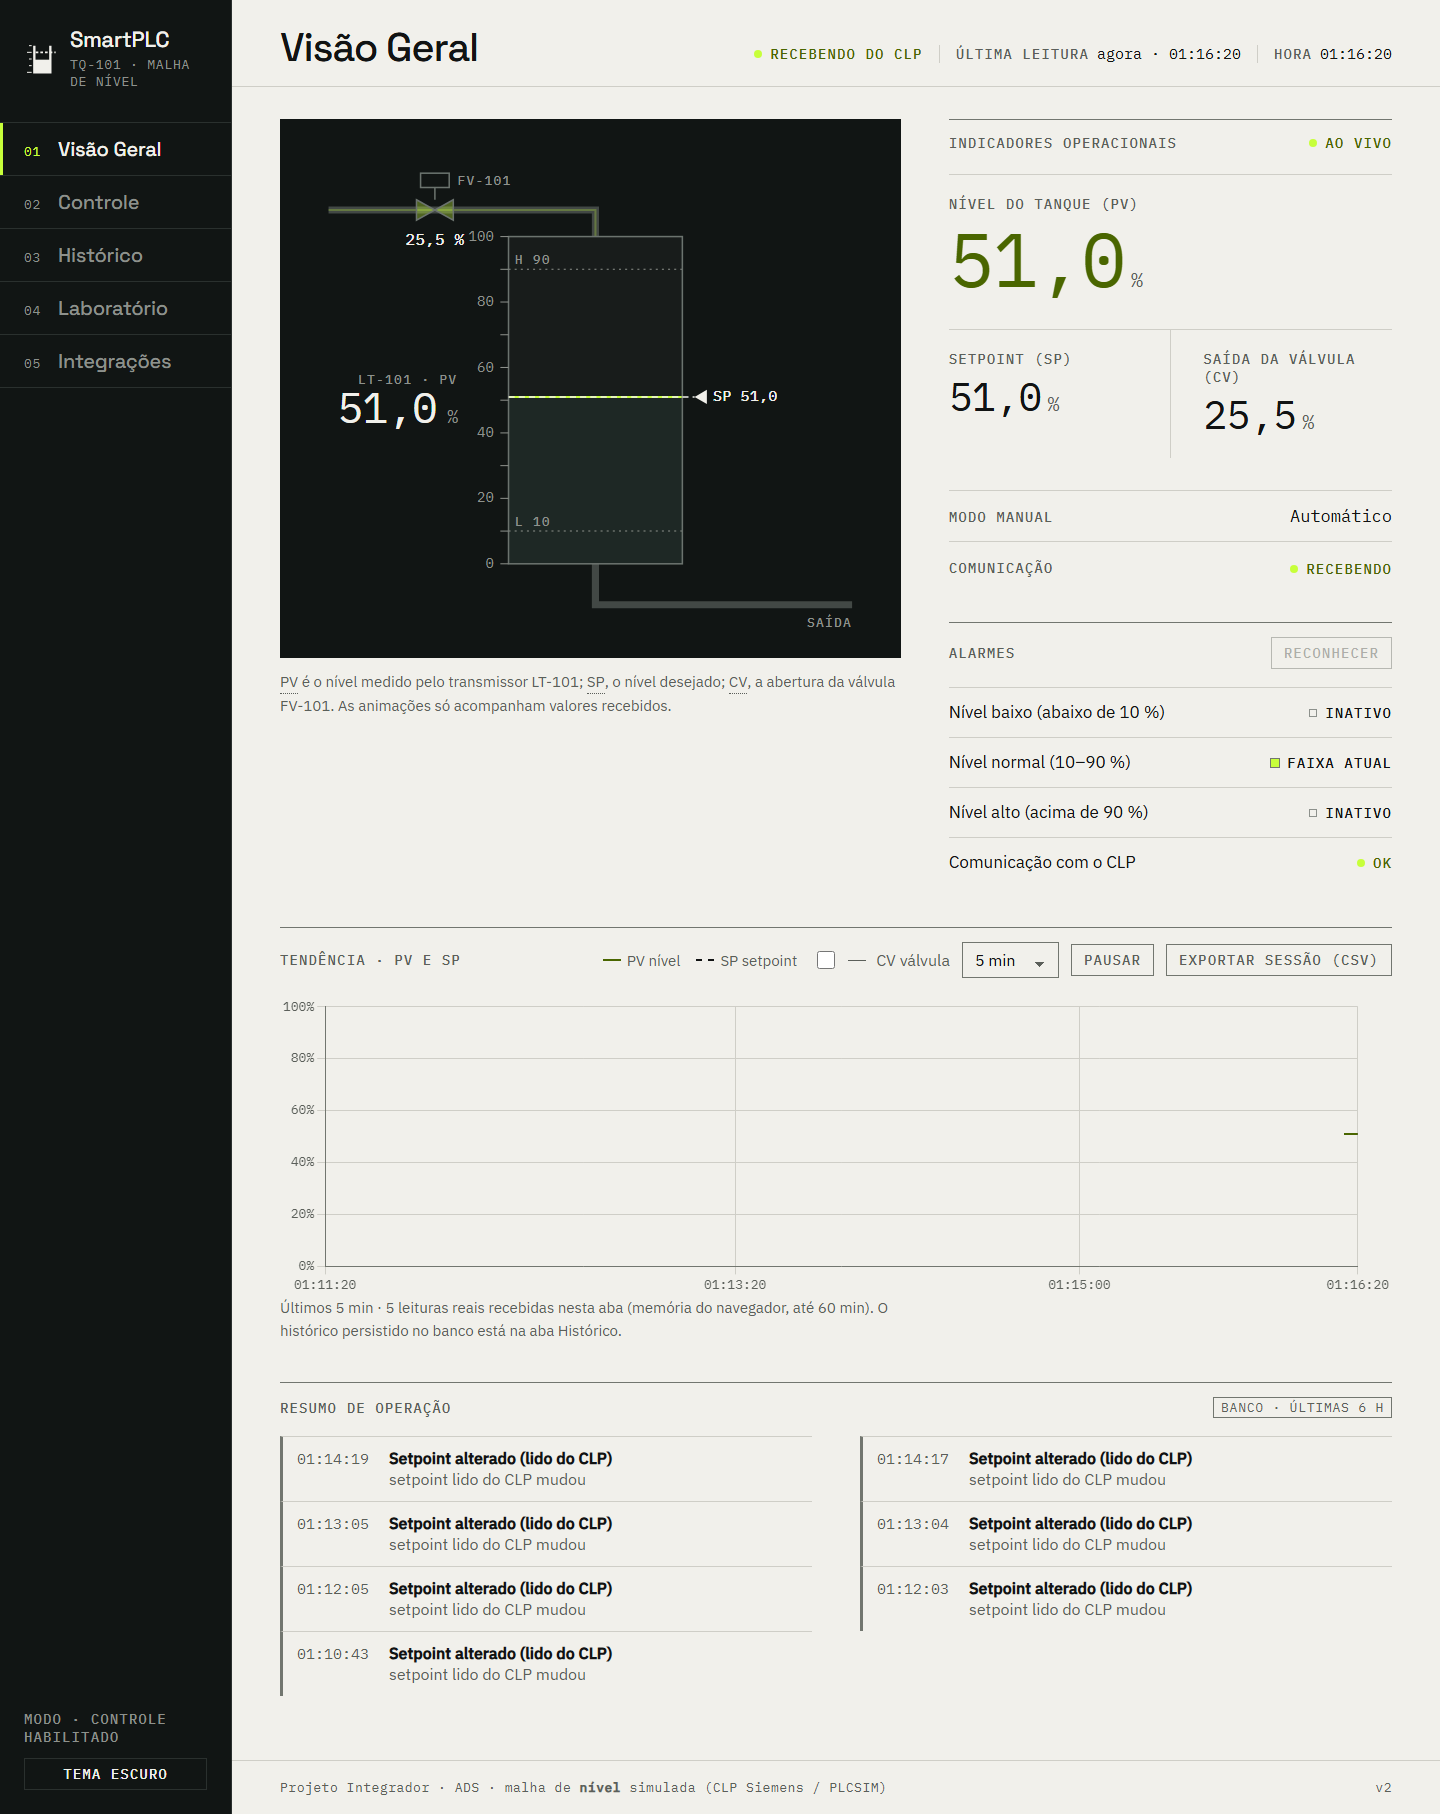 SmartPLC
TQ-101 · MALHA
DE NÍVEL
01 Visão Geral
02 Controle
03 Histórico
04 Laboratório
05 Integrações
MODO · CONTROLE
HABILITADO
TEMA ESCURO
Visão Geral
RECEBENDO DO CLP
ÚLTIMA LEITURA agora · 01:16:20
HORA 01:16:20
FV-101
25,5 %
100
H 90
80
60
LT-101 · PV
51,0 %
SP 51,0
40
20
L 10
0
SAÍDA
PV é o nível medido pelo transmissor LT-101; SP, o nível desejado; CV, a abertura da válvula
FV-101. As animações só acompanham valores recebidos.
INDICADORES OPERACIONAIS
AO VIVO
NÍVEL DO TANQUE (PV)
51,0 %
SETPOINT (SP)
51,0 %
SAÍDA DA VÁLVULA
(CV)
25,5 %
MODO MANUAL
Automático
COMUNICAÇÃO
RECEBENDO
ALARMES
RECONHECER
Nível baixo (abaixo de 10 %)
INATIVO
Nível normal (10–90 %)
FAIXA ATUAL
Nível alto (acima de 90 %)
INATIVO
Comunicação com o CLP
OK
TENDÊNCIA · PV E SP
PV nível
SP setpoint
CV válvula
5 min
PAUSAR
EXPORTAR SESSÃO (CSV)
100%
80%
60%
40%
20%
0%
01:11:20
01:13:20
01:15:00
01:16:20
Últimos 5 min · 5 leituras reais recebidas nesta aba (memória do navegador, até 60 min). O
histórico persistido no banco está na aba Histórico.
RESUMO DE OPERAÇÃO
BANCO · ÚLTIMAS 6 H
01:14:19 Setpoint alterado (lido do CLP)
setpoint lido do CLP mudou
01:14:17 Setpoint alterado (lido do CLP)
setpoint lido do CLP mudou
01:13:05 Setpoint alterado (lido do CLP)
setpoint lido do CLP mudou
01:13:04 Setpoint alterado (lido do CLP)
setpoint lido do CLP mudou
01:12:05 Setpoint alterado (lido do CLP)
setpoint lido do CLP mudou
01:12:03 Setpoint alterado (lido do CLP)
setpoint lido do CLP mudou
01:10:43 Setpoint alterado (lido do CLP)
setpoint lido do CLP mudou
Projeto Integrador · ADS · malha de nível simulada (CLP Siemens / PLCSIM)
v2